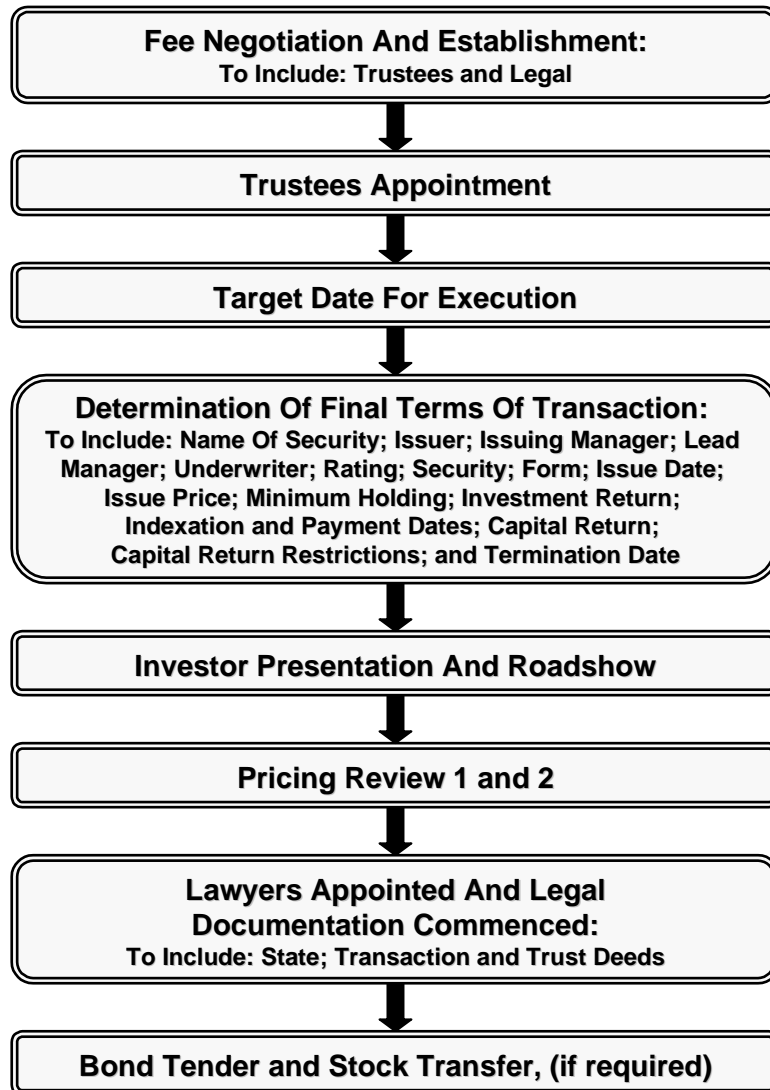 Fee Negotiation And Establishment:
To Include: Trustees and Legal
Trustees Appointment
Target Date For Execution
Determination Of Final Terms Of Transaction:
To Include: Name Of Security; Issuer; Issuing Manager; Lead
Manager; Underwriter; Rating; Security; Form; Issue Date;
Issue Price; Minimum Holding; Investment Return;
Indexation and Payment Dates; Capital Return;
Capital Return Restrictions; and Termination Date
Investor Presentation And Roadshow
Pricing Review 1 and 2
Lawyers Appointed And Legal
Documentation Commenced:
To Include: State; Transaction and Trust Deeds
Bond Tender and Stock Transfer, (if required)